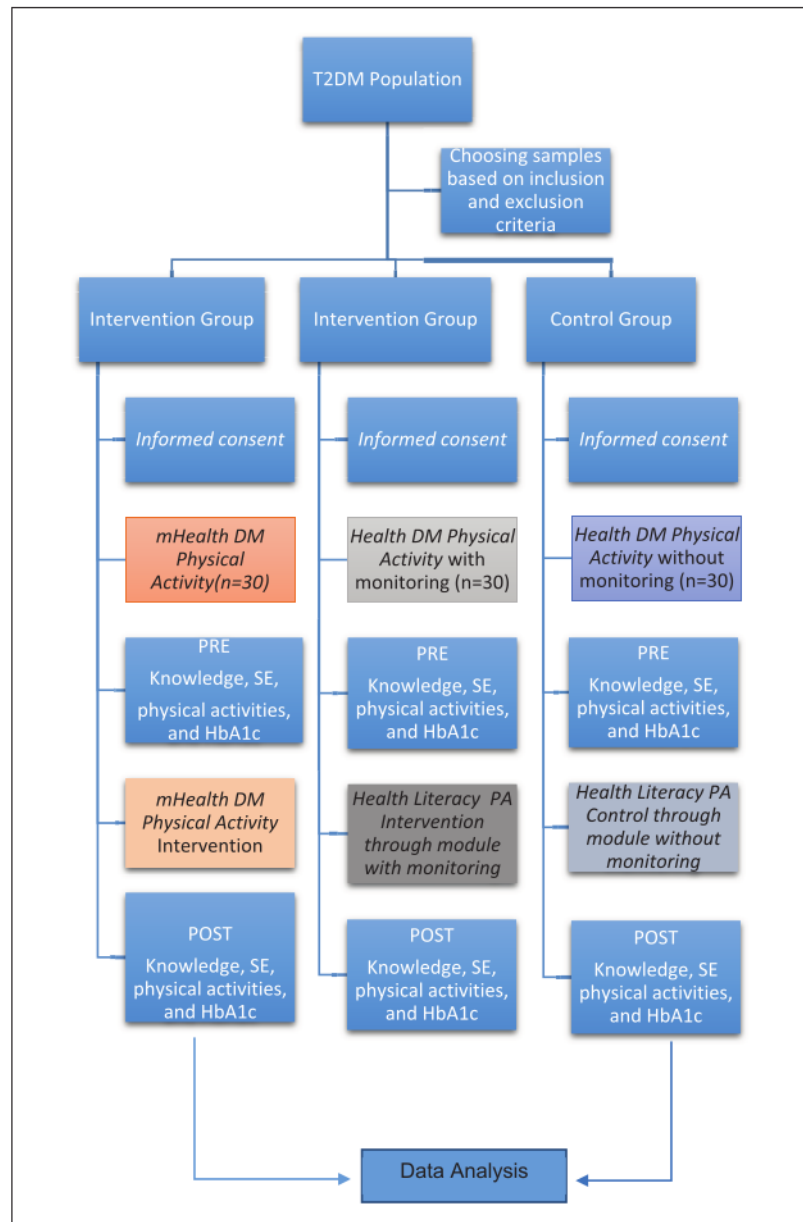 T2DM Population
Choosing samples
based on inclusion
and exclusion
criteria
Intervention Group
Intervention Group
Control Group
Informed consent
Informed consent
Informed consent
mHealth DM
Physical
Activity(n=30)
Health DM Physical
Activity with
monitoring (n=30)
Health DM Physical
Activity without
monitoring (n=30)
PRE
Knowledge, SE,
physical activities,
and HbA1c
PRE
Knowledge, SE,
physical activities,
and HbA1c
PRE
Knowledge, SE,
physical activities,
and HbA1c
mHealth DM
Physical Activity
Intervention
Health Literacy PA
Intervention
through module
with monitoring
Health Literacy PA
Control through
module without
monitoring
POST
Knowledge, SE,
physical activities,
and HbA1c
POST
Knowledge, SE,
physical activities,
and HbA1c
POST
Knowledge, SE
physical activities,
and HbA1c
Data Analysis